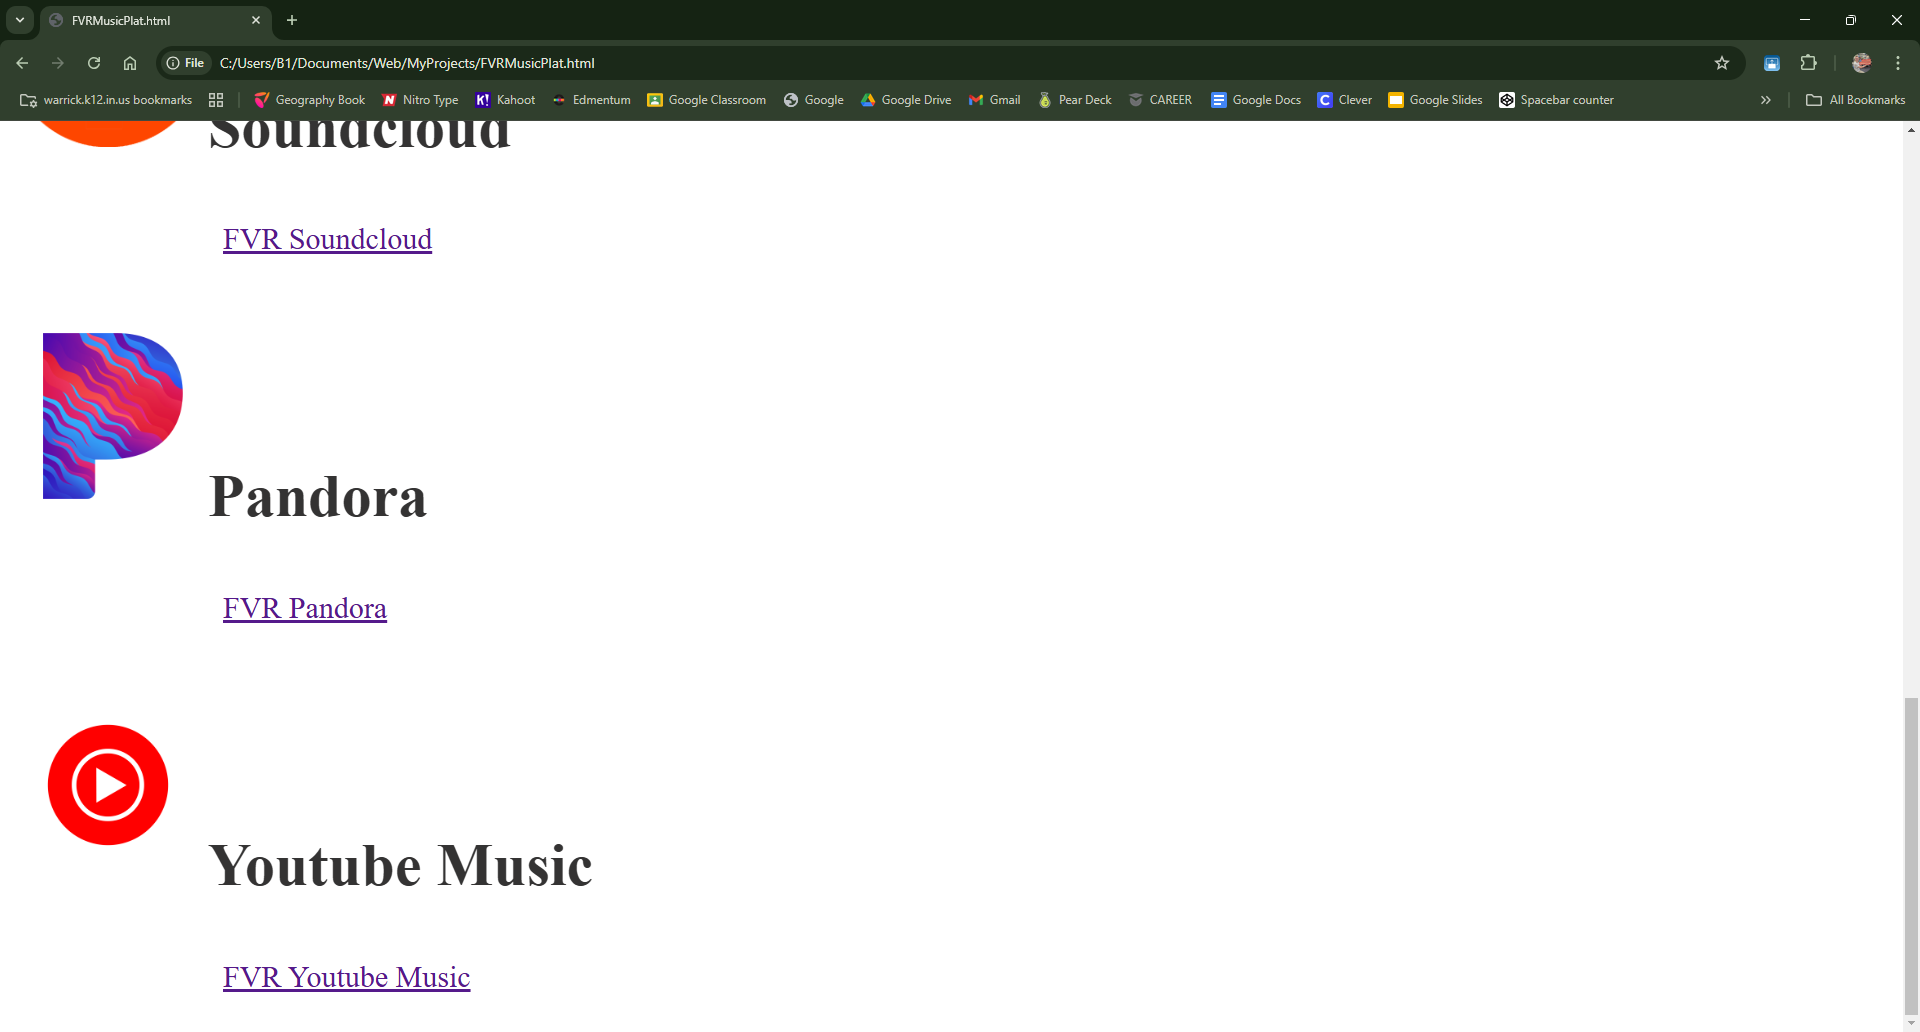 FVRMusicPlat.html
File C:/Users/B1/Documents/Web/MyProjects/FVRMusicPlat.html
warrick.k12.in.us bookmarks Geography Book Nitro Type K! Kahoot Edmentum Google Classroom Google Google Drive Gmail Pear Deck CAREER Google Docs C Clever Google Slides Spacebar counter » All Bookmarks
Soundcloud
FVR Soundcloud
Pandora
FVR Pandora
Youtube Music
FVR Youtube Music